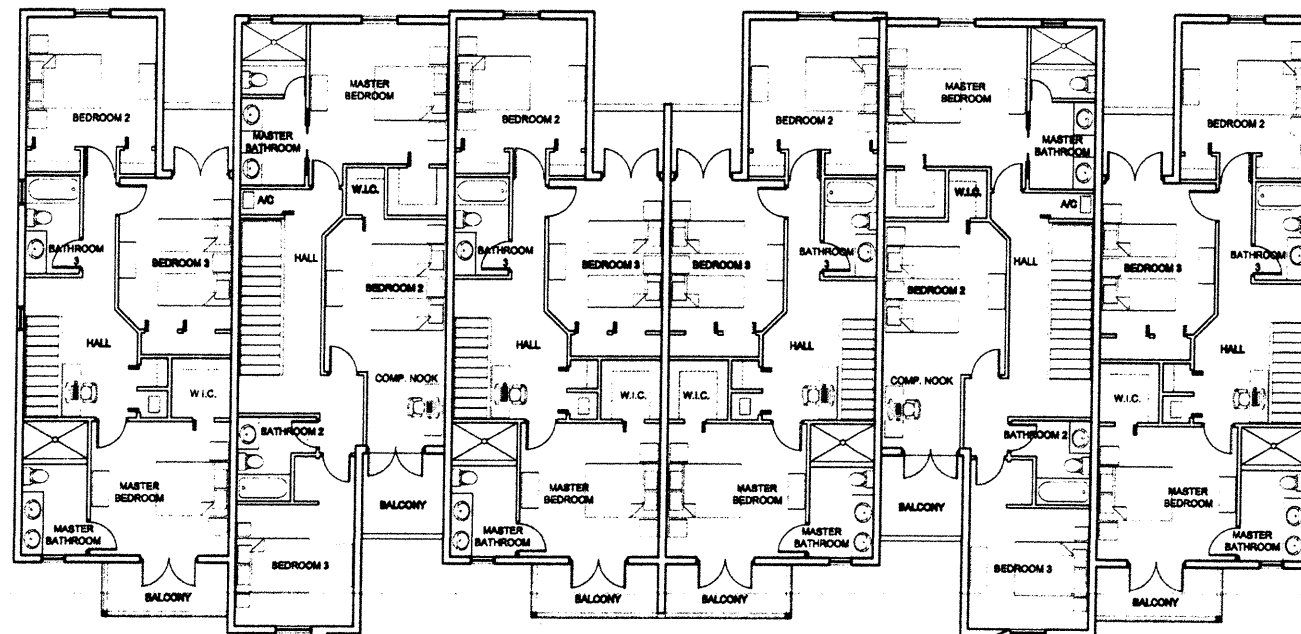 BEDROOM 2
BATHROOM
3
BEDROOM 3
HALL
W.I.C.
MASTER
BEDROOM
MASTER
BATHROOM
BALCONY
MASTER
BEDROOM
MASTER
BATHROOM
W.I.C.
A/C
HALL
BEDROOM 2
COMP. NOOK
BATHROOM 2
BALCONY
BEDROOM 3
BEDROOM 2
BATHROOM
3
BEDROOM 3
HALL
W.I.C.
MASTER
BEDROOM
MASTER
BATHROOM
BALCONY
BEDROOM 2
BATHROOM
3
BEDROOM 3
HALL
W.I.C.
MASTER
BEDROOM
MASTER
BATHROOM
BALCONY
MASTER
BEDROOM
MASTER
BATHROOM
W.I.C.
A/C
HALL
BEDROOM 2
COMP. NOOK
BATHROOM 2
BALCONY
BEDROOM 3
BEDROOM 2
BATHROOM
3
BEDROOM 3
HALL
W.I.C.
MASTER
BEDROOM
MASTER
BATHROOM
BALCONY